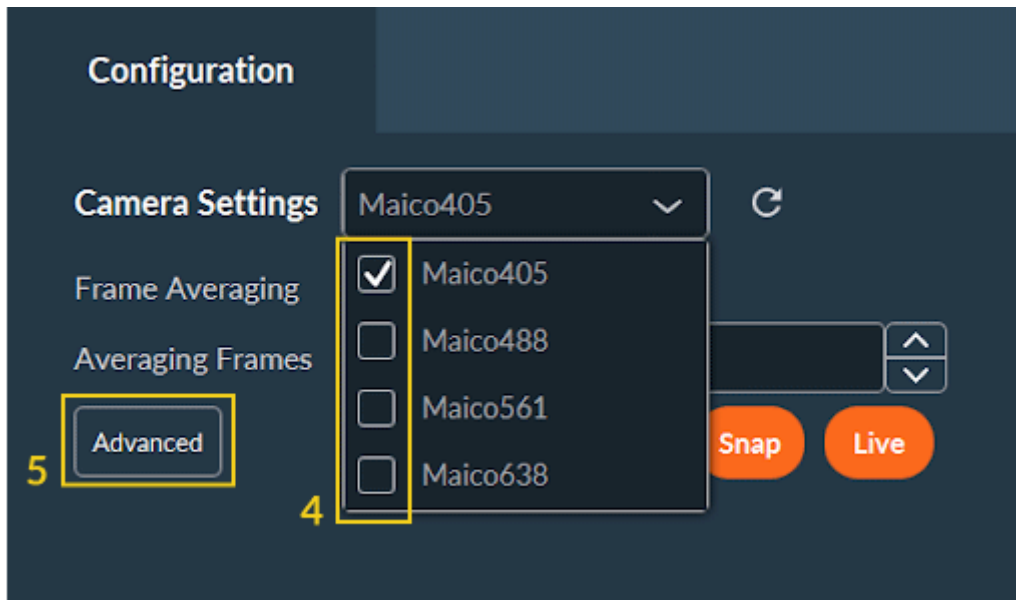 Configuration
Camera Settings
Maico405
Maico405
Frame Averaging
Maico488
Averaging Frames
Maico561
5
Advanced
Snap
Live
Maico638
4